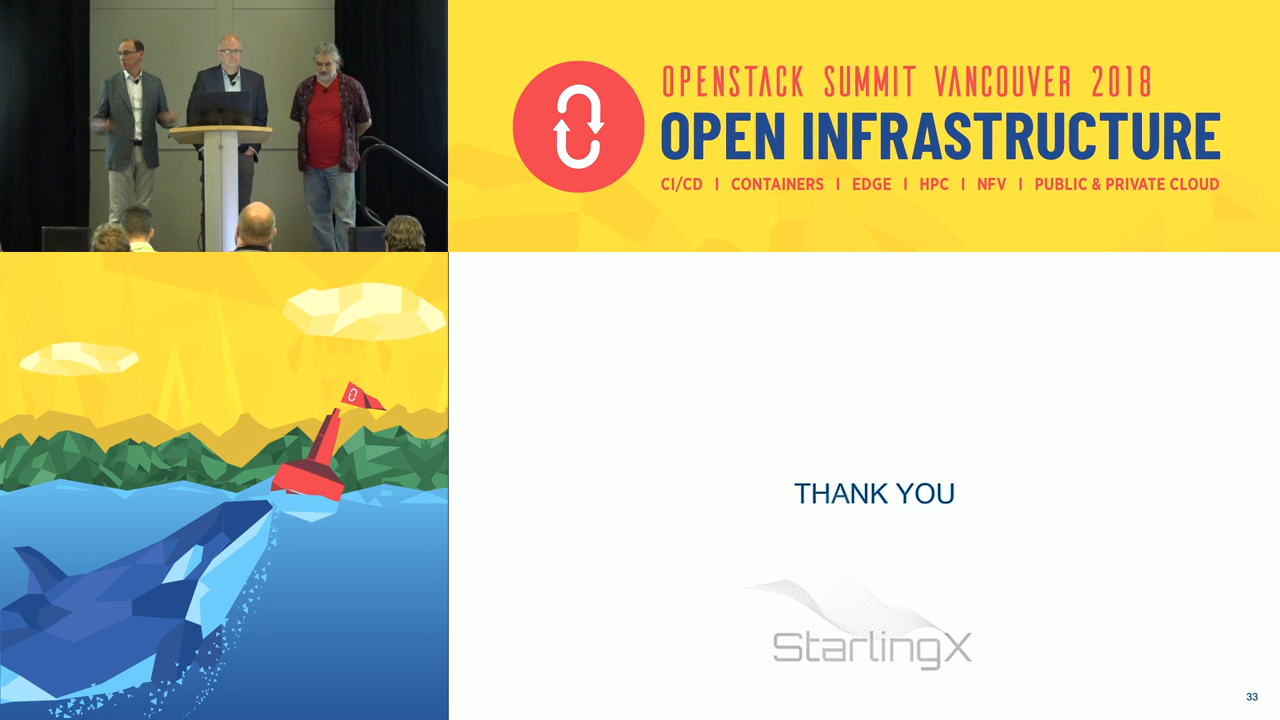 OPENSTACK SUMMIT VANCOUVER 2018
OPEN INFRASTRUCTURE
CI/CD | CONTAINERS | EDGE | HPC | NFV | PUBLIC & PRIVATE CLOUD
THANK YOU
StarlingX
33